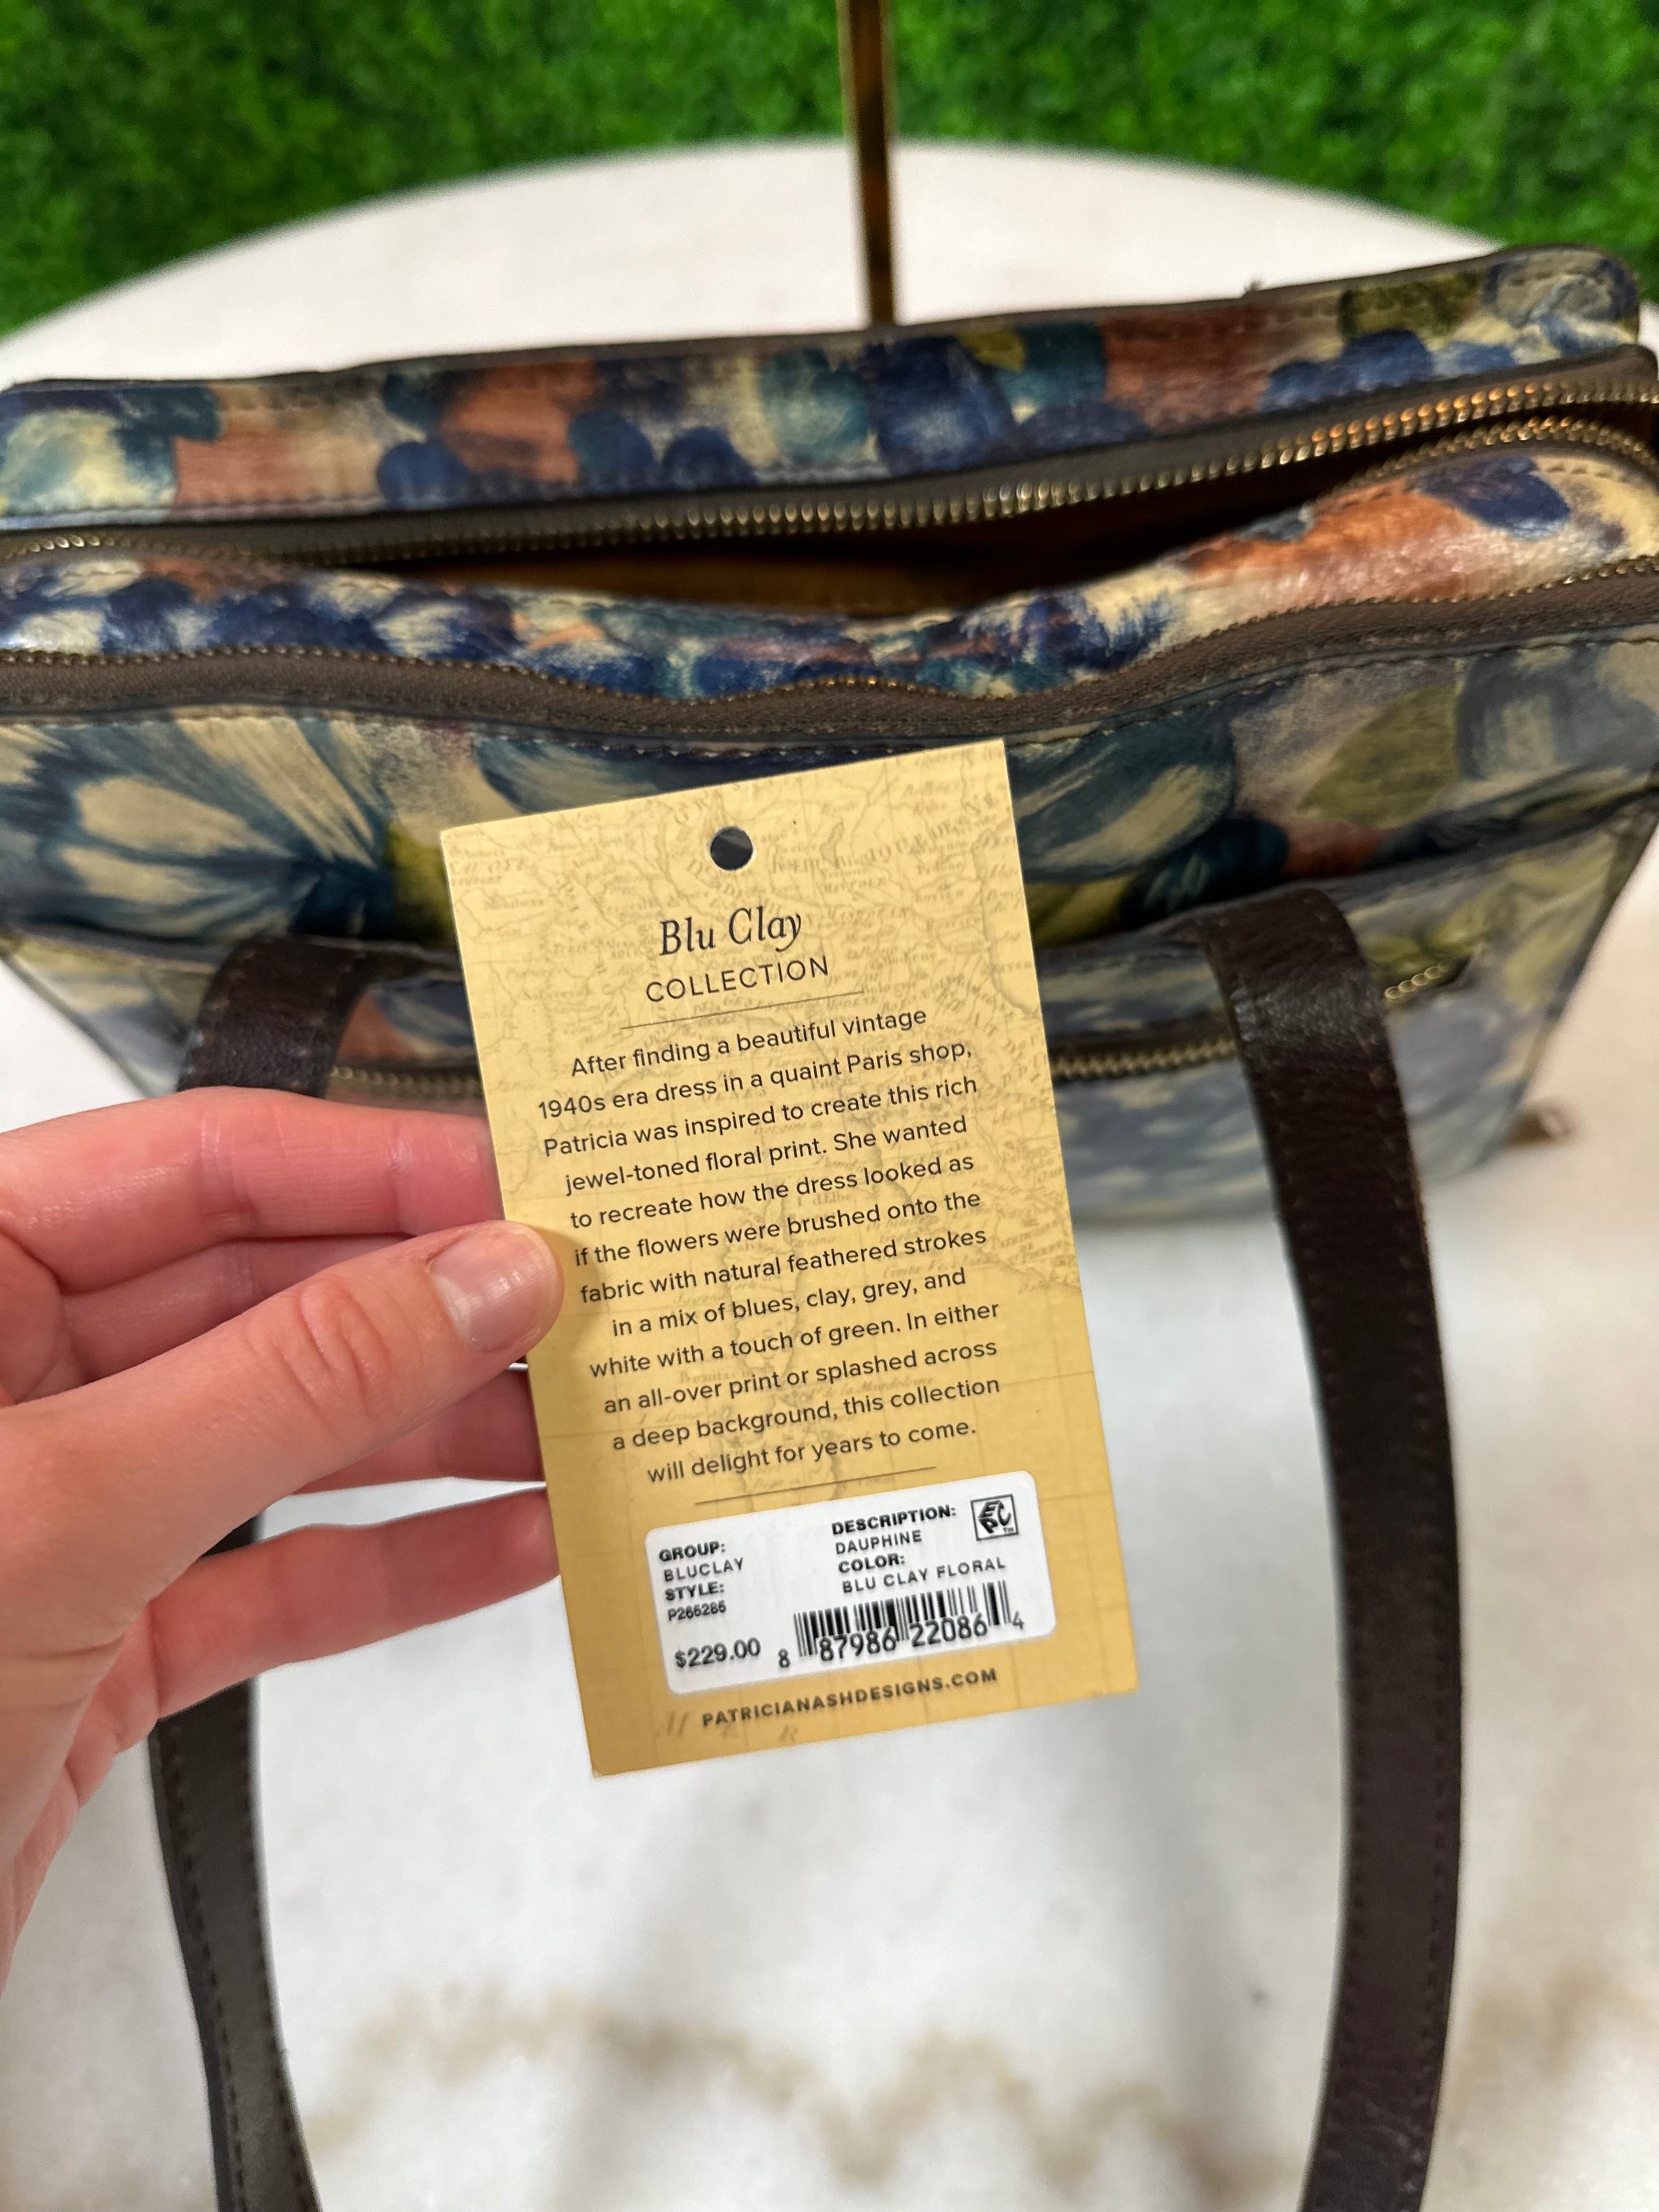 Blu Clay
COLLECTION
After finding a beautiful vintage
1940s era dress in a quaint Paris shop,
Patricia was inspired to create this rich
jewel-toned floral print. She wanted
to recreate how the dress looked as
if the flowers were brushed onto the
fabric with natural feathered strokes
in a mix of blues, clay, grey, and
white with a touch of green. In either
an all-over print or splashed across
a deep background, this collection
will delight for years to come.
GROUP:
BLUCLAY
STYLE:
P265285
$229.00
DESCRIPTION:
DAUPHINE
COLOR:
BLU CLAY FLORAL
EPC™
8 87986 22086 4
PATRICIANASHDESIGNS.COM